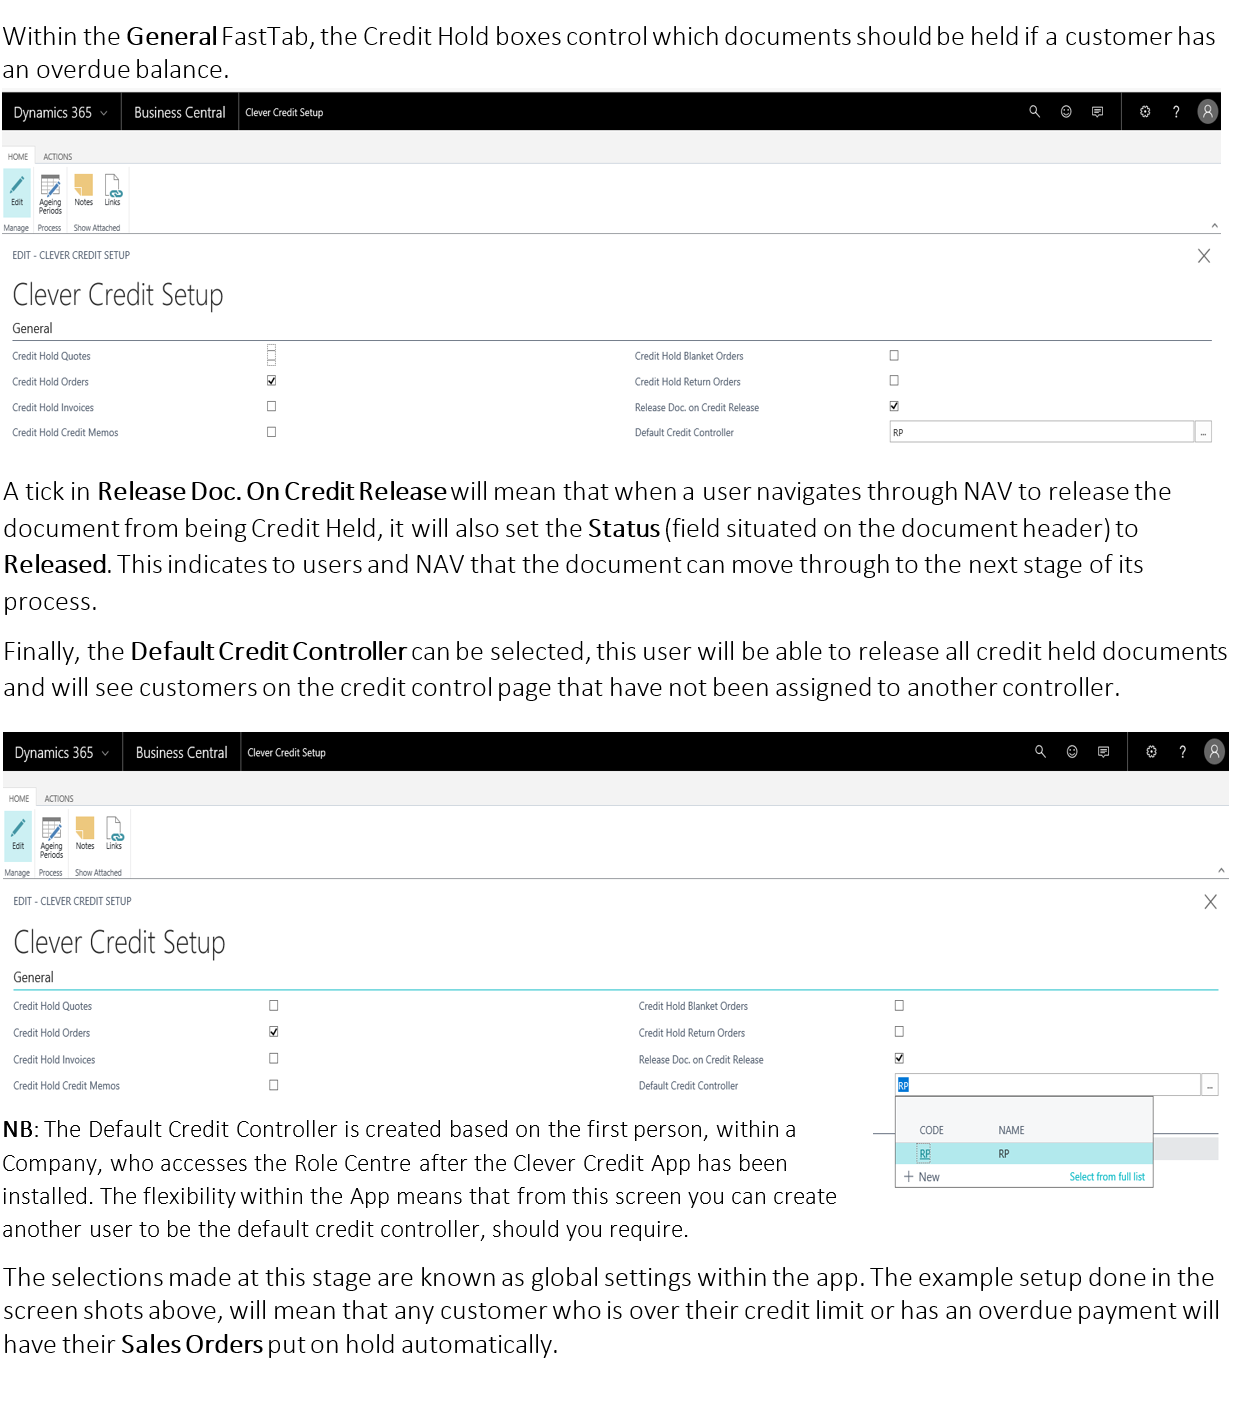 Within the General FastTab, the Credit Hold boxes control which documents should be held if a customer has
an overdue balance.
Dynamics 365 Business Central Clever Credit Setup ?
HOME ACTIONS
Edit Ageing Periods Notes Links
Manage Process Show Attached
EDIT - CLEVER CREDIT SETUP
Clever Credit Setup
General
Credit Hold Quotes Credit Hold Blanket Orders
Credit Hold Orders Credit Hold Return Orders
Credit Hold Invoices Release Doc. on Credit Release
Credit Hold Credit Memos Default Credit Controller RP ...
A tick in Release Doc. On Credit Release will mean that when a user navigates through NAV to release the
document from being Credit Held, it will also set the Status (field situated on the document header) to
Released. This indicates to users and NAV that the document can move through to the next stage of its
process.
Finally, the Default Credit Controller can be selected, this user will be able to release all credit held documents
and will see customers on the credit control page that have not been assigned to another controller.
Dynamics 365 Business Central Clever Credit Setup ?
HOME ACTIONS
Edit Ageing Periods Notes Links
Manage Process Show Attached
EDIT - CLEVER CREDIT SETUP
Clever Credit Setup
General
Credit Hold Quotes Credit Hold Blanket Orders
Credit Hold Orders Credit Hold Return Orders
Credit Hold Invoices Release Doc. on Credit Release
Credit Hold Credit Memos Default Credit Controller RP ...
CODE NAME
RP RP
+ New Select from full list
NB: The Default Credit Controller is created based on the first person, within a
Company, who accesses the Role Centre after the Clever Credit App has been
installed. The flexibility within the App means that from this screen you can create
another user to be the default credit controller, should you require.
The selections made at this stage are known as global settings within the app. The example setup done in the
screen shots above, will mean that any customer who is over their credit limit or has an overdue payment will
have their Sales Orders put on hold automatically.